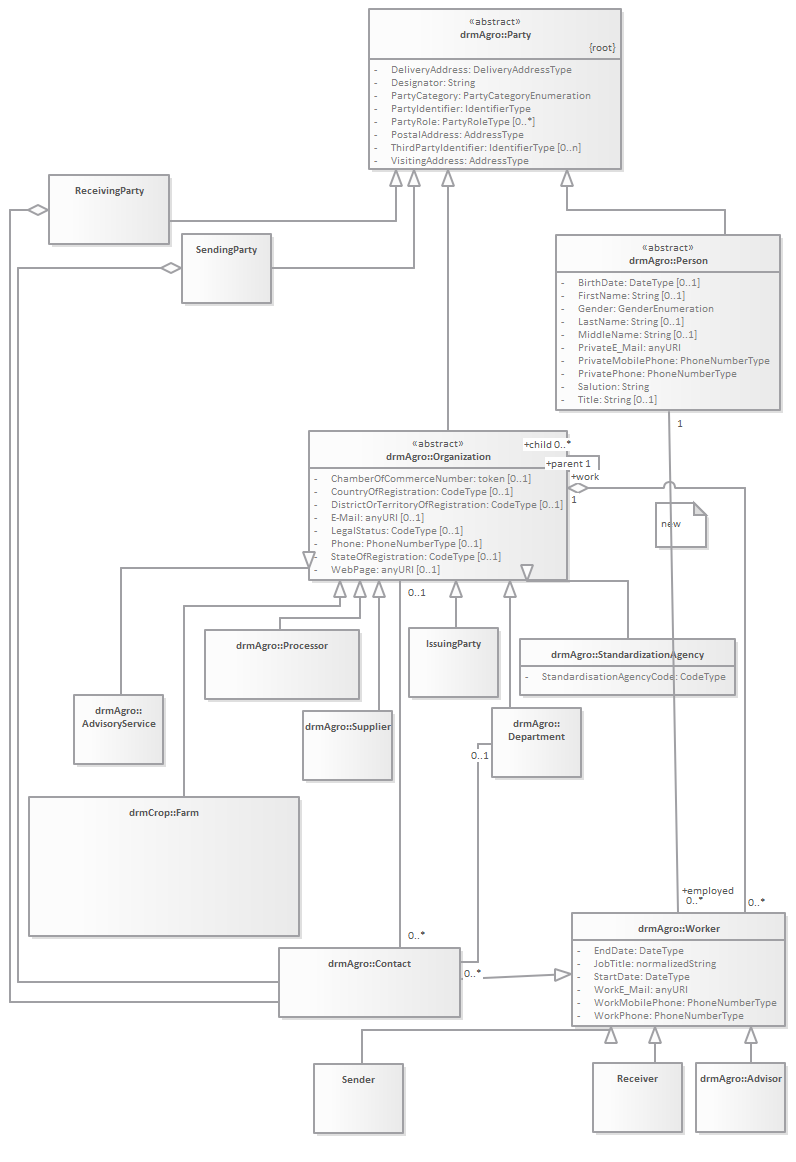 «abstract»
drmAgro::Party
{root}
- DeliveryAddress: DeliveryAddressType
- Designator: String
- PartyCategory: PartyCategoryEnumeration
- PartyIdentifier: IdentifierType
- PartyRole: PartyRoleType [0..*]
- PostalAddress: AddressType
- ThirdPartyIdentifier: IdentifierType [0..n]
- VisitingAddress: AddressType
ReceivingParty
SendingParty
«abstract»
drmAgro::Person
- BirthDate: DateType [0..1]
- FirstName: String [0..1]
- Gender: GenderEnumeration
- LastName: String [0..1]
- MiddleName: String [0..1]
- PrivateE_Mail: anyURI
- PrivateMobilePhone: PhoneNumberType
- PrivatePhone: PhoneNumberType
- Salution: String
- Title: String [0..1]
1
«abstract»
drmAgro::Organization
+child 0..*
+parent 1
+work
1
- ChamberOfCommerceNumber: token [0..1]
- CountryOfRegistration: CodeType [0..1]
- DistrictOrTerritoryOfRegistration: CodeType [0..1]
- E-Mail: anyURI [0..1]
- LegalStatus: CodeType [0..1]
- Phone: PhoneNumberType [0..1]
- StateOfRegistration: CodeType [0..1]
- WebPage: anyURI [0..1]
new
0..1
drmAgro::Processor
IssuingParty
drmAgro::StandardizationAgency
- StandardisationAgencyCode: CodeType
drmAgro::
AdvisoryService
drmAgro::Supplier
drmAgro::
Department
0..1
drmCrop::Farm
+employed
0..*
0..*
0..*
drmAgro::Contact
0..*
drmAgro::Worker
- EndDate: DateType
- JobTitle: normalizedString
- StartDate: DateType
- WorkE_Mail: anyURI
- WorkMobilePhone: PhoneNumberType
- WorkPhone: PhoneNumberType
Sender
Receiver
drmAgro::Advisor